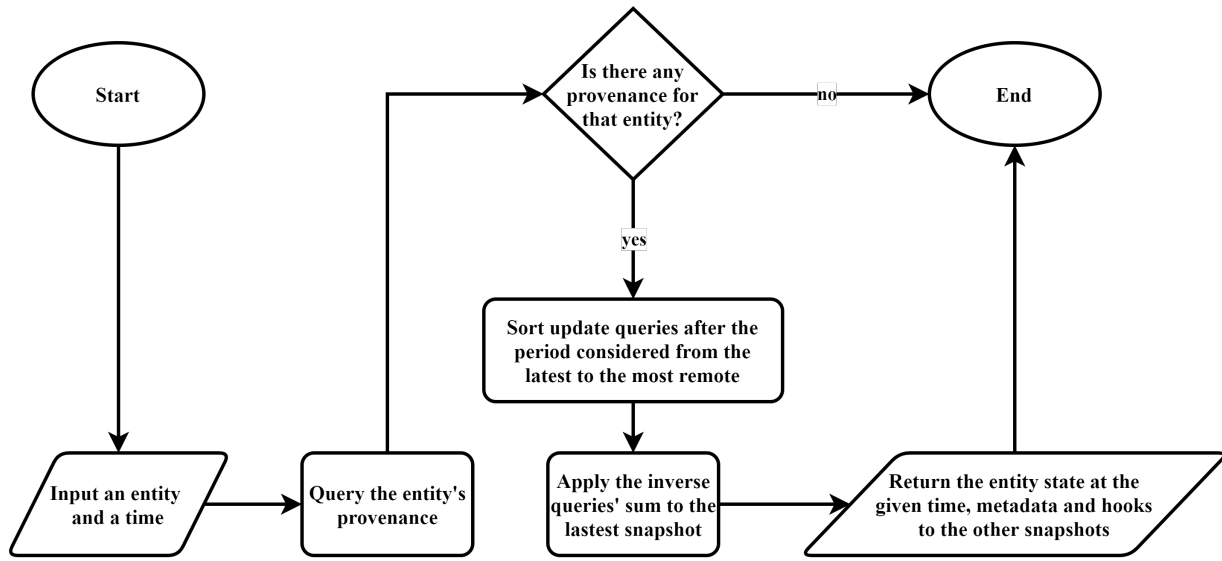 Start
Is there any
provenance for
that entity?
no
End
yes
Sort update queries after the
period considered from the
latest to the most remote
Input an entity
and a time
Query the entity's
provenance
Apply the inverse
queries' sum to the
lastest snapshot
Return the entity state at the
given time, metadata and hooks
to the other snapshots